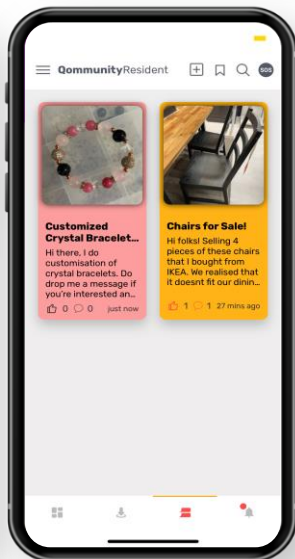 QommunityResident
SOS
Customized
Crystal Bracelet...
Hi there, I do
customisation of
crystal bracelets. Do
drop me a message if
you're interested an...
0 0 just now
Chairs for Sale!
Hi folks! Selling 4
pieces of these chairs
that I bought from
IKEA. We realised that
it doesnt fit our dinin...
1 1 27 mins ago